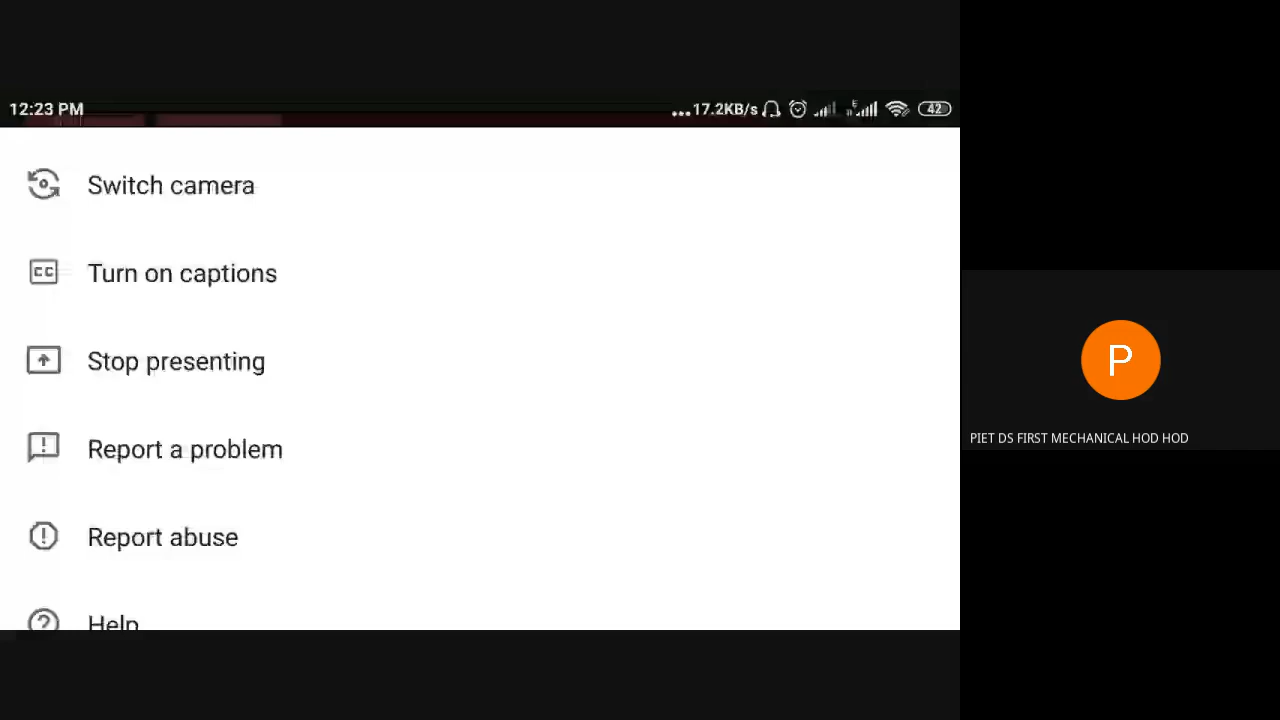 12:23 PM ...17.2KB/s E 42
Switch camera
CC Turn on captions
Stop presenting
Report a problem
Report abuse
Help
P
PIET DS FIRST MECHANICAL HOD HOD